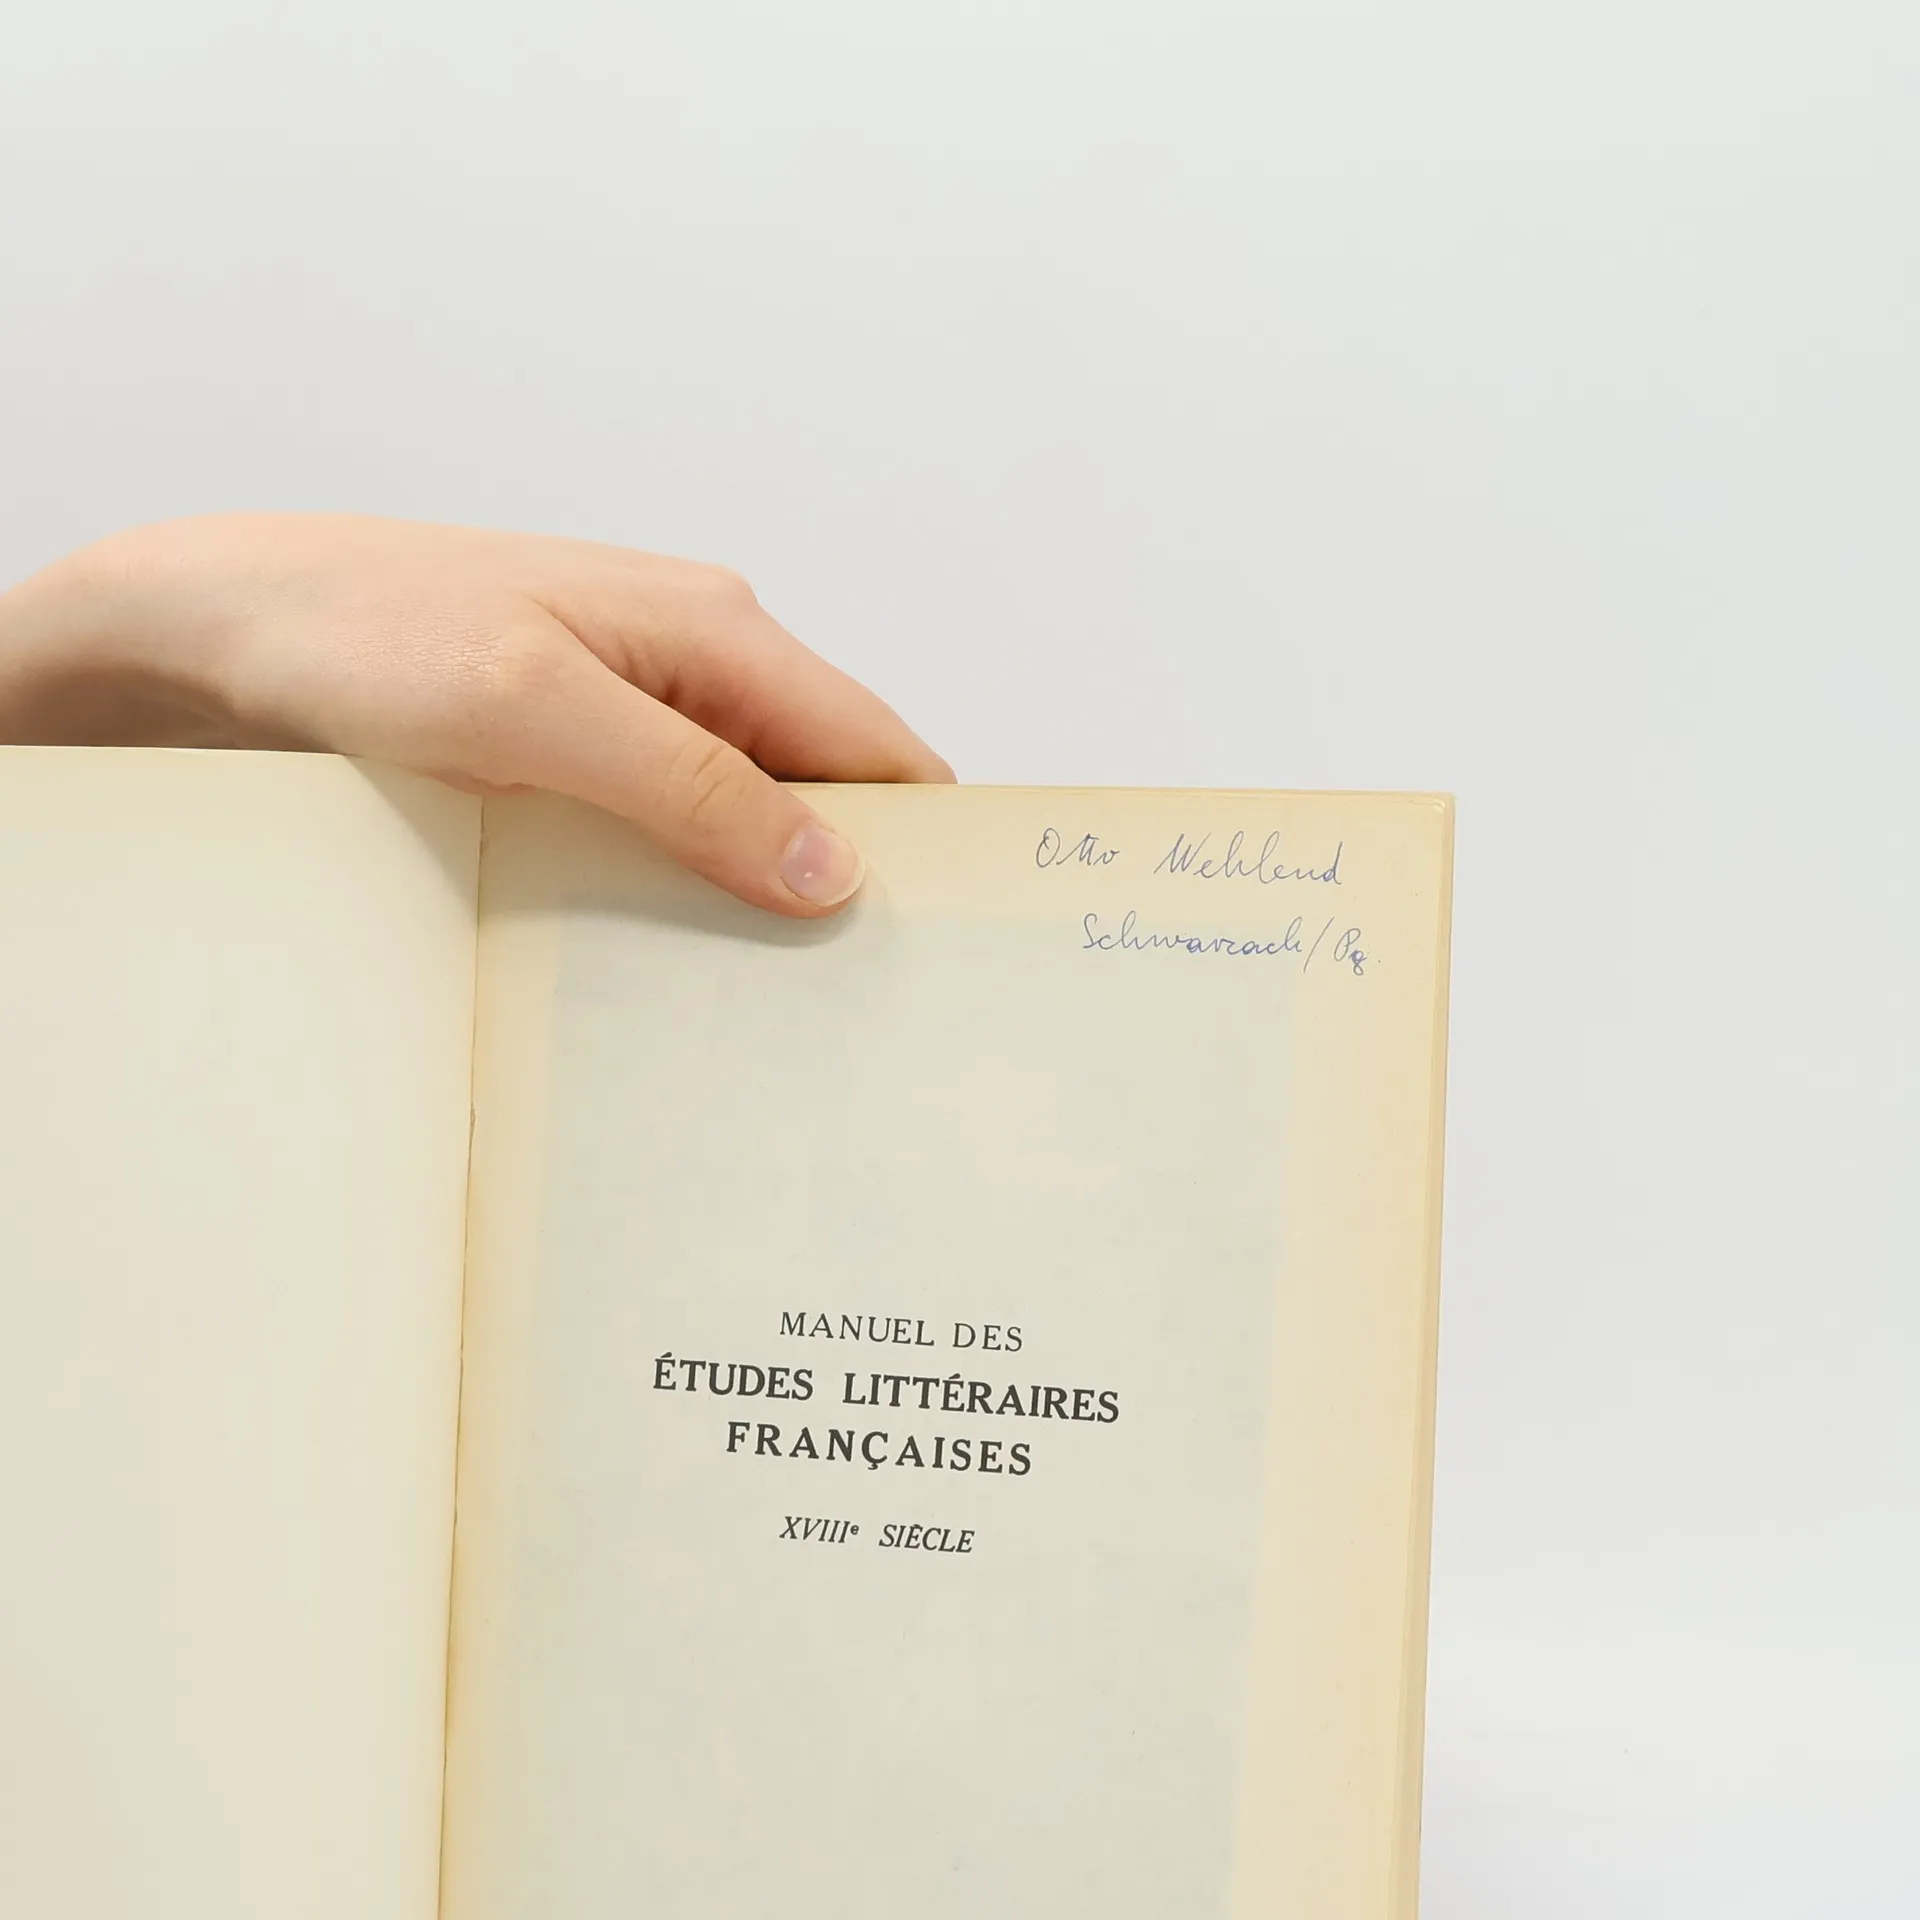 Otto Wehlend
Schwarzach/Pg.
MANUEL DES
ÉTUDES LITTÉRAIRES
FRANÇAISES
XVIIIe SIÈCLE